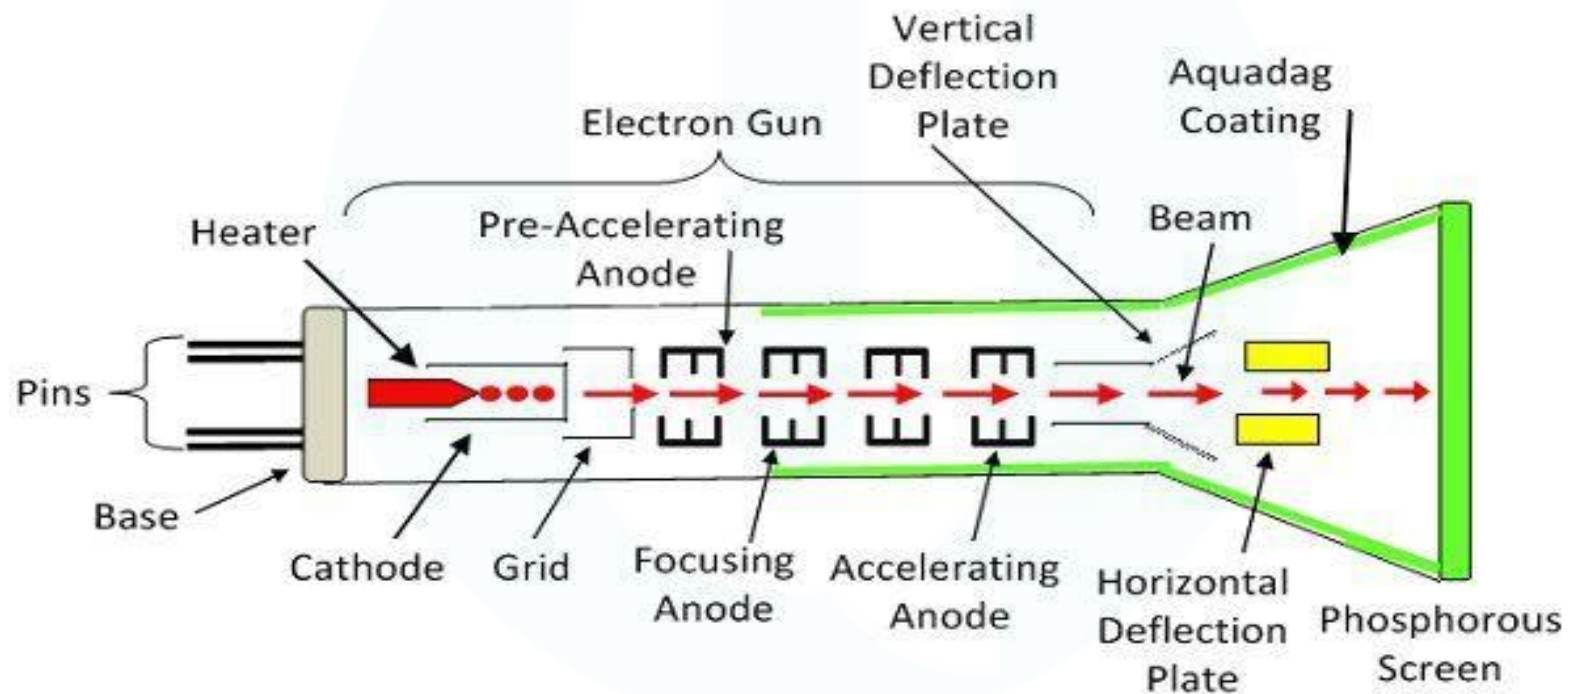 Vertical
Deflection
Plate
Aquadag
Coating
Electron Gun
Heater
Pre-Accelerating
Anode
Beam
Pins
Base
Cathode
Grid
Focusing
Anode
Accelerating
Anode
Horizontal
Deflection
Plate
Phosphorous
Screen